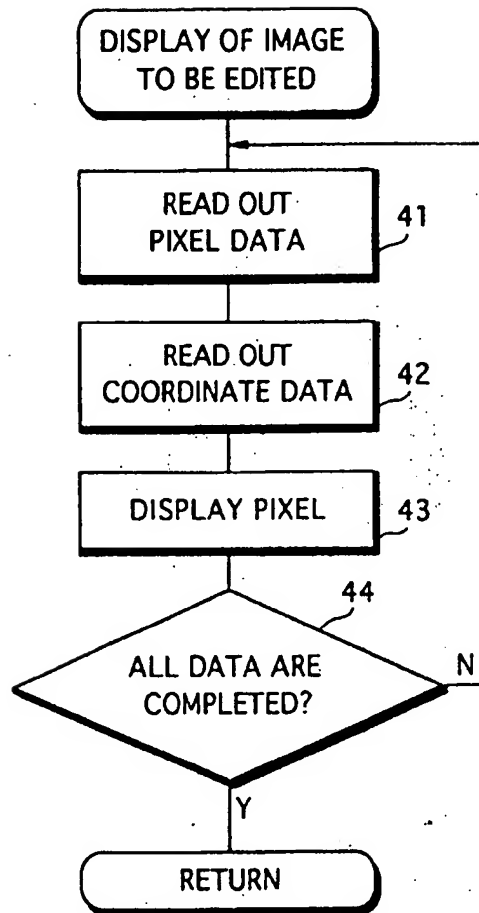 DISPLAY OF IMAGE
TO BE EDITED
READ OUT
PIXEL DATA
41
READ OUT
COORDINATE DATA
42
DISPLAY PIXEL
43
44
ALL DATA ARE
COMPLETED?
N
Y
RETURN